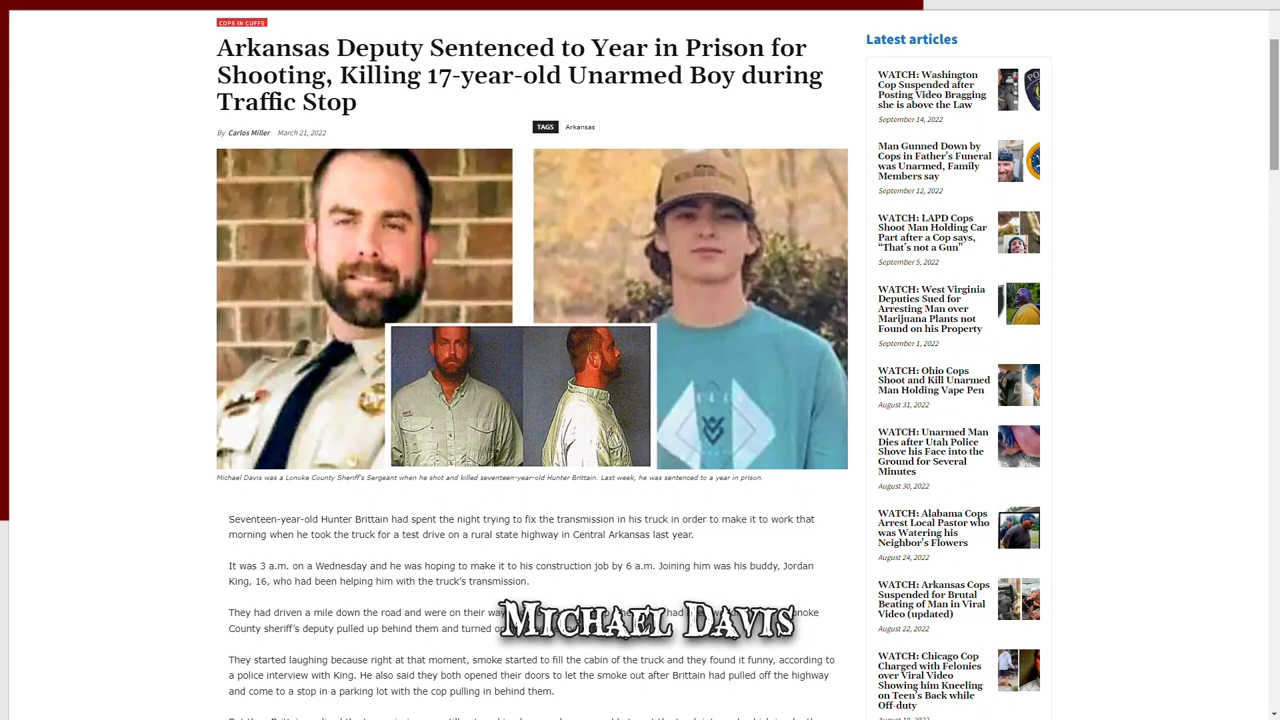 COPS IN CUFFS
Arkansas Deputy Sentenced to Year in Prison for
Shooting, Killing 17-year-old Unarmed Boy during
Traffic Stop
By Carlos Miller March 21, 2022
TAGS Arkansas
Michael Davis was a Lonoke County Sheriff's Sergeant when he shot and killed seventeen-year-old Hunter Brittain. Last week, he was sentenced to a year in prison.
Seventeen-year-old Hunter Brittain had spent the night trying to fix the transmission in his truck in order to make it to work that
morning when he took the truck for a test drive on a rural state highway in Central Arkansas last year.
It was 3 a.m. on a Wednesday and he was hoping to make it to his construction job by 6 a.m. Joining him was his buddy, Jordan
King, 16, who had been helping him with the truck's transmission.
They had driven a mile down the road and were on their way
County sheriff's deputy pulled up behind them and turned
Michael Davis
They started laughing because right at that moment, smoke started to fill the cabin of the truck and they found it funny, according to
a police interview with King. He also said they both opened their doors to let the smoke out after Brittain had pulled off the highway
and come to a stop in a parking lot with the cop pulling in behind them.
Latest articles
WATCH: Washington
Cop Suspended after
Posting Video Bragging
she is above the Law
September 14, 2022
Man Gunned Down by
Cops in Father's Funeral
was Unarmed, Family
Members say
September 12, 2022
WATCH: LAPD Cops
Shoot Man Holding Car
Part after a Cop says,
"That's not a Gun"
September 5, 2022
WATCH: West Virginia
Deputies Sued for
Arresting Man over
Marijuana Plants not
Found on his Property
September 1, 2022
WATCH: Ohio Cops
Shoot and Kill Unarmed
Man Holding Vape Pen
August 31, 2022
WATCH: Unarmed Man
Dies after Utah Police
Shove his Face into the
Ground for Several
Minutes
August 30, 2022
WATCH: Alabama Cops
Arrest Local Pastor who
was Watering his
Neighbor's Flowers
August 24, 2022
WATCH: Arkansas Cops
Suspended for Brutal
Beating of Man in Viral
Video (updated)
August 22, 2022
WATCH: Chicago Cop
Charged with Felonies
over Viral Video
Showing him Kneeling
on Teen's Back while
Off-duty